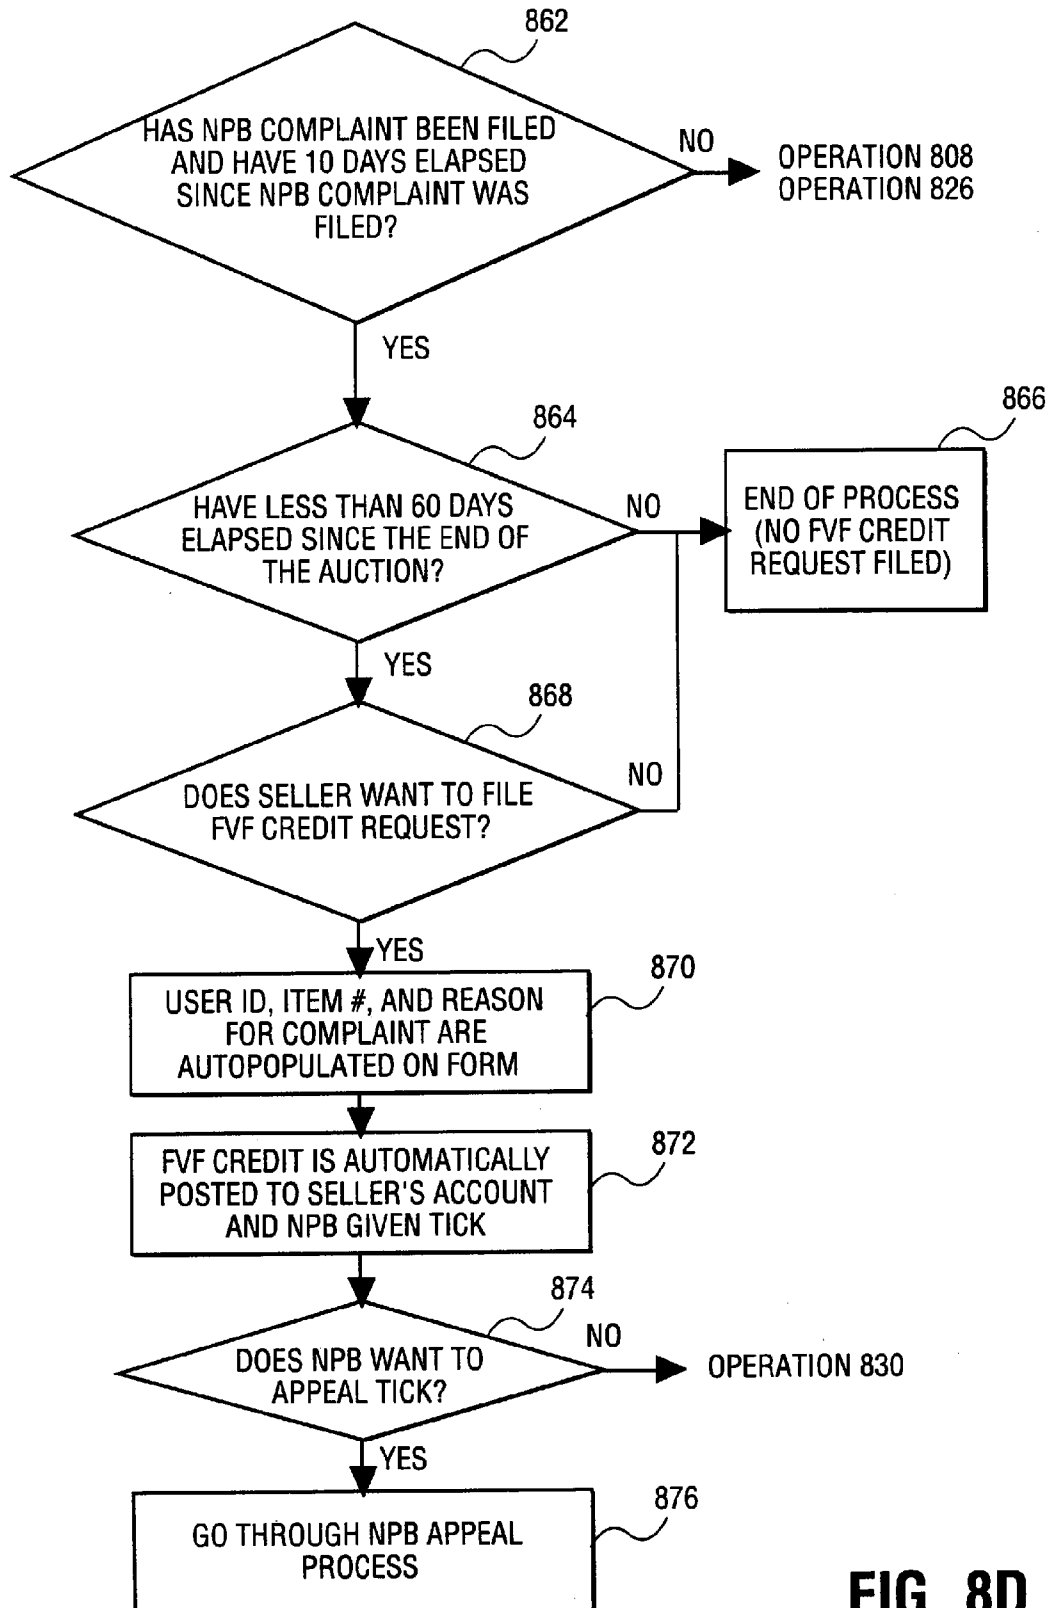 862
HAS NPB COMPLAINT BEEN FILED
AND HAVE 10 DAYS ELAPSED
SINCE NPB COMPLAINT WAS
FILED?
NO
OPERATION 808
OPERATION 826
YES
864
HAVE LESS THAN 60 DAYS
ELAPSED SINCE THE END OF
THE AUCTION?
NO
866
END OF PROCESS
(NO FVF CREDIT
REQUEST FILED)
YES
868
DOES SELLER WANT TO FILE
FVF CREDIT REQUEST?
NO
YES
870
USER ID, ITEM #, AND REASON
FOR COMPLAINT ARE
AUTOPOPULATED ON FORM
872
FVF CREDIT IS AUTOMATICALLY
POSTED TO SELLER'S ACCOUNT
AND NPB GIVEN TICK
874
DOES NPB WANT TO
APPEAL TICK?
NO
OPERATION 830
YES
876
GO THROUGH NPB APPEAL
PROCESS
FIG. 8D